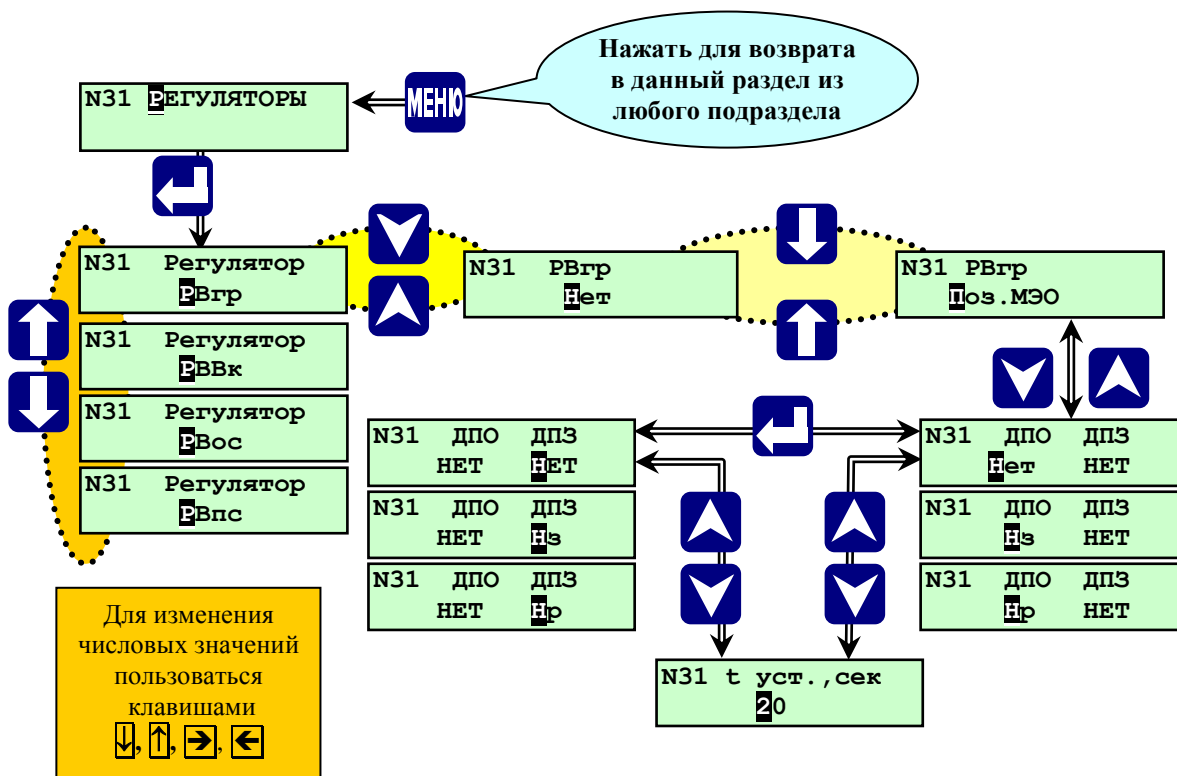 Нажать для возврата
в данный раздел из
любого подраздела
МЕНЮ
N31 РЕГУЛЯТОРЫ
N31 Регулятор
РВгр
N31 РВгр
Нет
N31 РВгр
Поз.МЭО
N31 Регулятор
РВВк
N31 Регулятор
РВос
N31 Регулятор
РВпс
N31 ДПО ДПЗ
НЕТ НЕТ
N31 ДПО ДПЗ
НЕТ Нз
N31 ДПО ДПЗ
НЕТ Нр
N31 ДПО ДПЗ
Нет НЕТ
N31 ДПО ДПЗ
Нз НЕТ
N31 ДПО ДПЗ
Нр НЕТ
N31 t уст.,сек
20
Для изменения
числовых значений
пользоваться
клавишами
↓, ↑, →, ←